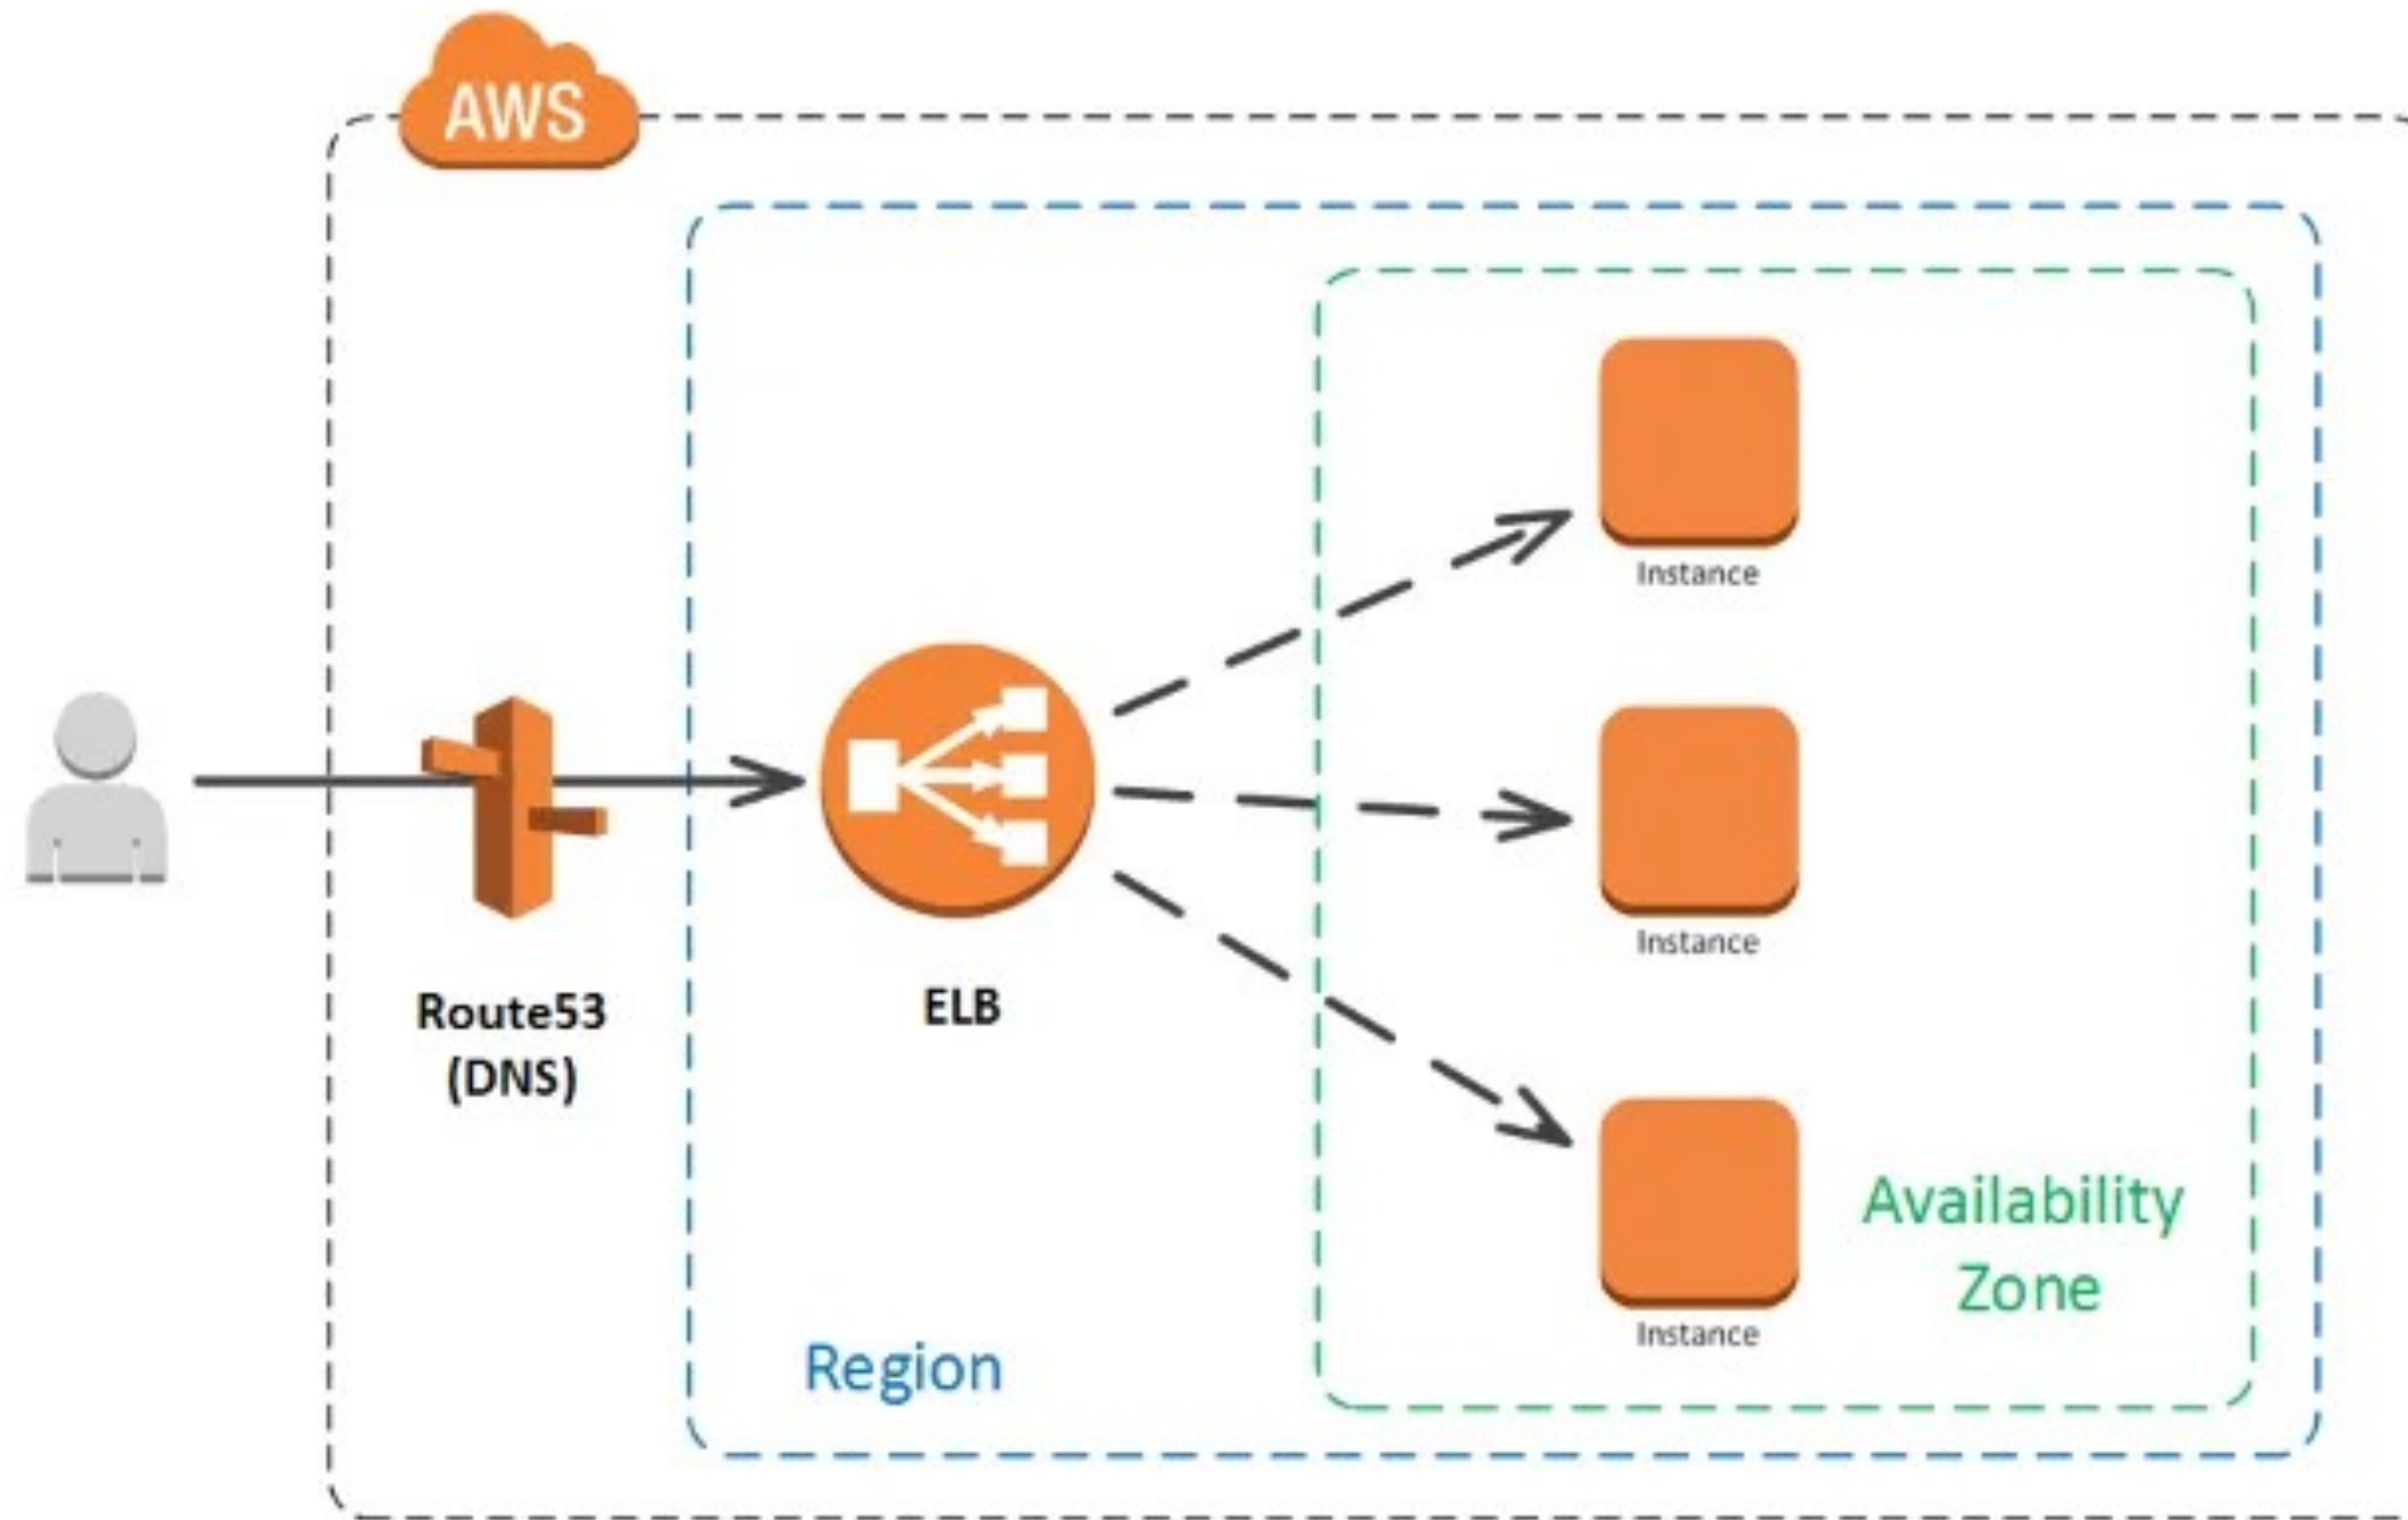 AWS
Instance
Instance
Route53
(DNS)
ELB
Availability
Zone
Instance
Region